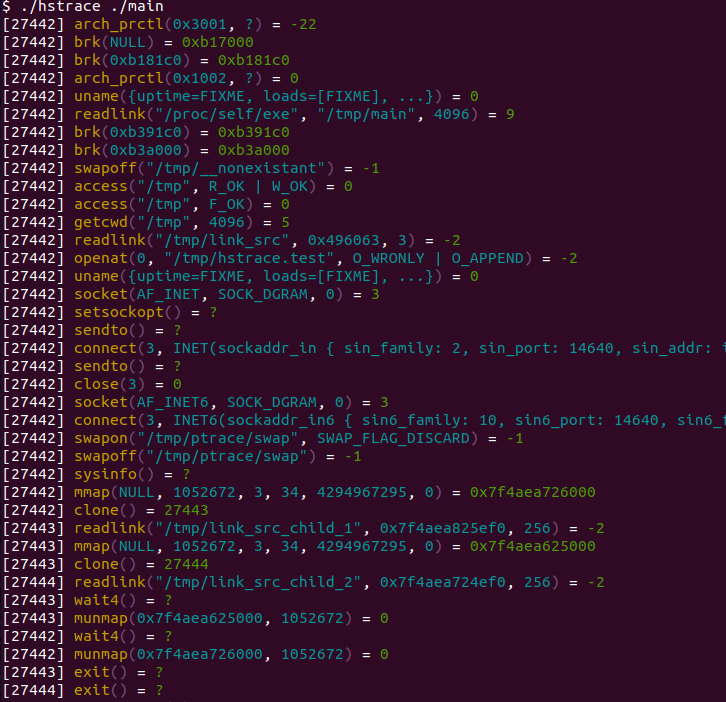 $ ./hstrace ./main
[27442] arch_prctl(0x3001, ?) = -22
[27442] brk(NULL) = 0xb17000
[27442] brk(0xb181c0) = 0xb181c0
[27442] arch_prctl(0x1002, ?) = 0
[27442] uname({uptime=FIXME, loads=[FIXME], ...}) = 0
[27442] readlink("/proc/self/exe", "/tmp/main", 4096) = 9
[27442] brk(0xb391c0) = 0xb391c0
[27442] brk(0xb3a000) = 0xb3a000
[27442] swapoff("/tmp/__nonexistant") = -1
[27442] access("/tmp", R_OK | W_OK) = 0
[27442] access("/tmp", F_OK) = 0
[27442] getcwd("/tmp", 4096) = 5
[27442] readlink("/tmp/link_src", 0x496063, 3) = -2
[27442] openat(0, "/tmp/hstrace.test", O_WRONLY | O_APPEND) = -2
[27442] uname({uptime=FIXME, loads=[FIXME], ...}) = 0
[27442] socket(AF_INET, SOCK_DGRAM, 0) = 3
[27442] setsockopt() = ?
[27442] sendto() = ?
[27442] connect(3, INET(sockaddr_in { sin_family: 2, sin_port: 14640, sin_addr: 
[27442] sendto() = ?
[27442] close(3) = 0
[27442] socket(AF_INET6, SOCK_DGRAM, 0) = 3
[27442] connect(3, INET6(sockaddr_in6 { sin6_family: 10, sin6_port: 14640, sin6_
[27442] swapon("/tmp/ptrace/swap", SWAP_FLAG_DISCARD) = -1
[27442] swapoff("/tmp/ptrace/swap") = -1
[27442] sysinfo() = ?
[27442] mmap(NULL, 1052672, 3, 34, 4294967295, 0) = 0x7f4aea726000
[27442] clone() = 27443
[27443] readlink("/tmp/link_src_child_1", 0x7f4aea825ef0, 256) = -2
[27443] mmap(NULL, 1052672, 3, 34, 4294967295, 0) = 0x7f4aea625000
[27443] clone() = 27444
[27444] readlink("/tmp/link_src_child_2", 0x7f4aea724ef0, 256) = -2
[27443] wait4() = ?
[27443] munmap(0x7f4aea625000, 1052672) = 0
[27442] wait4() = ?
[27442] munmap(0x7f4aea726000, 1052672) = 0
[27443] exit() = ?
[27444] exit() = ?